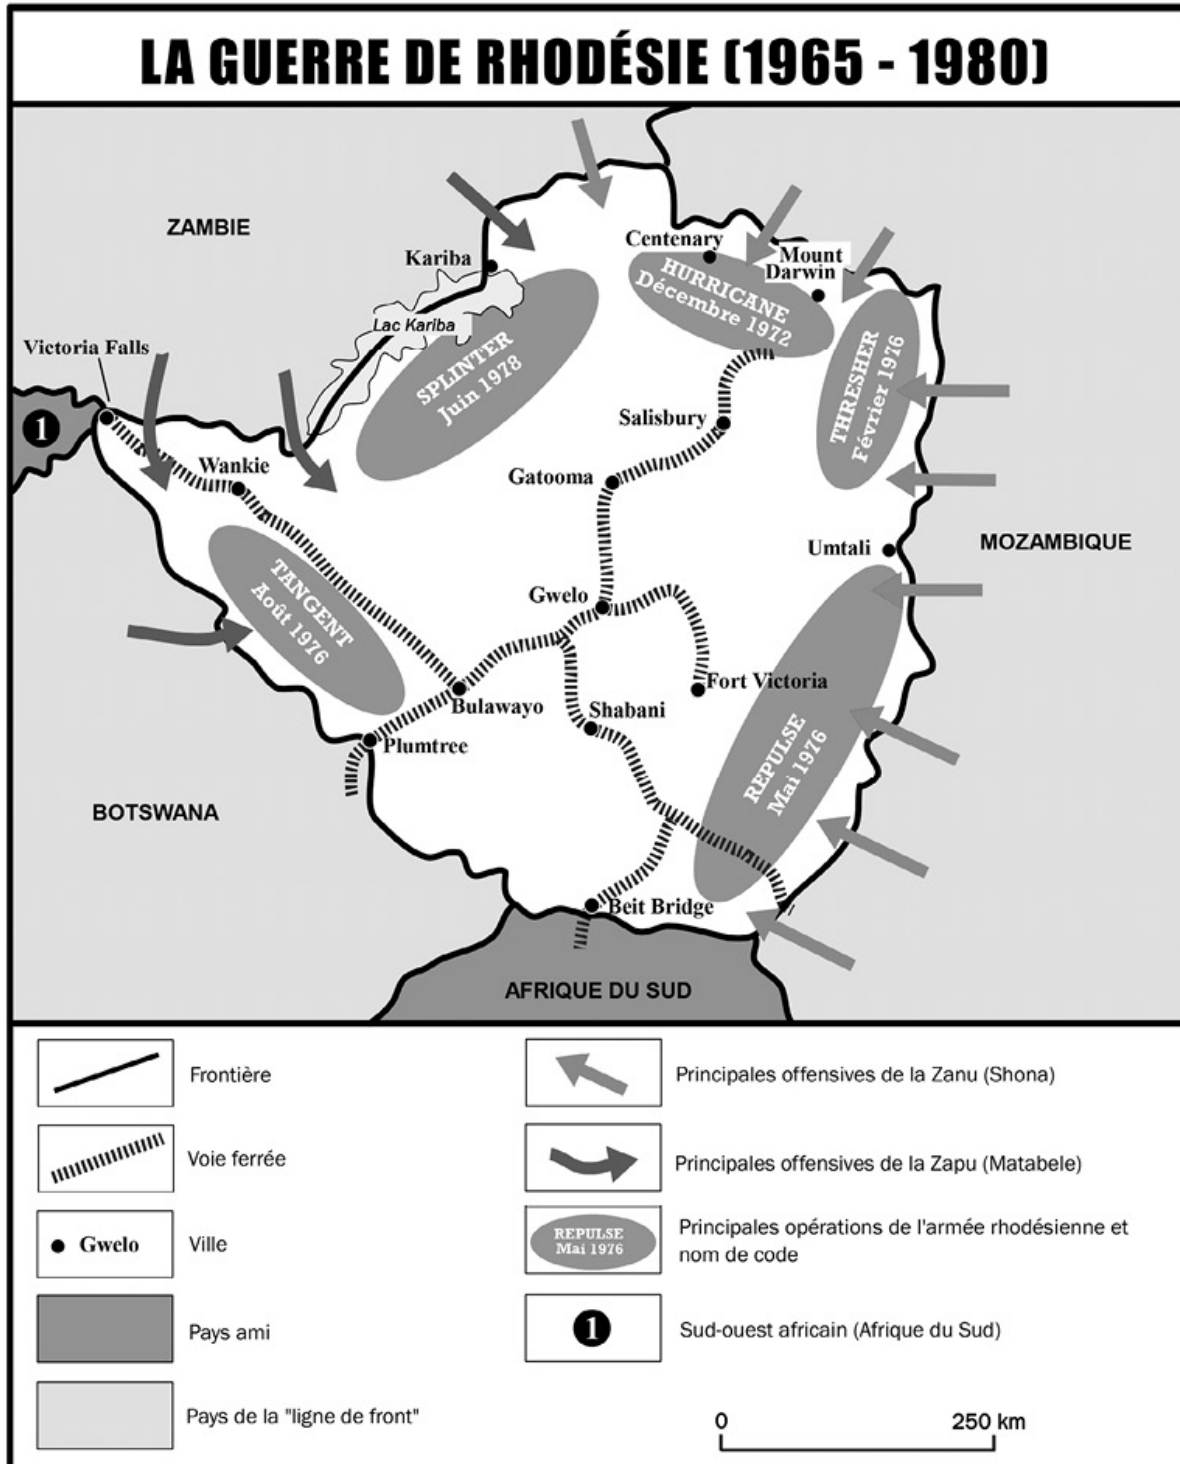 LA GUERRE DE RHODÉSIE (1965 - 1980)
ZAMBIE
Centenary
Mount
Darwin
Kariba
HURRICANE
Décembre 1972
Lac Kariba
Victoria Falls
SPLINTER
Juin 1978
THRESHER
Février 1976
1
Salisbury
Wankie
Gatooma
Umtali
MOZAMBIQUE
TANGENT
Août 1976
Gwelo
Fort Victoria
Bulawayo
Shabani
Plumtree
REPULSE
Mai 1976
BOTSWANA
Beit Bridge
AFRIQUE DU SUD
Frontière
Voie ferrée
Gwelo
Ville
Pays ami
Pays de la "ligne de front"
Principales offensives de la Zanu (Shona)
Principales offensives de la Zapu (Matabele)
REPULSE
Mai 1976
Principales opérations de l'armée rhodésienne et
nom de code
1
Sud-ouest africain (Afrique du Sud)
0
250 km